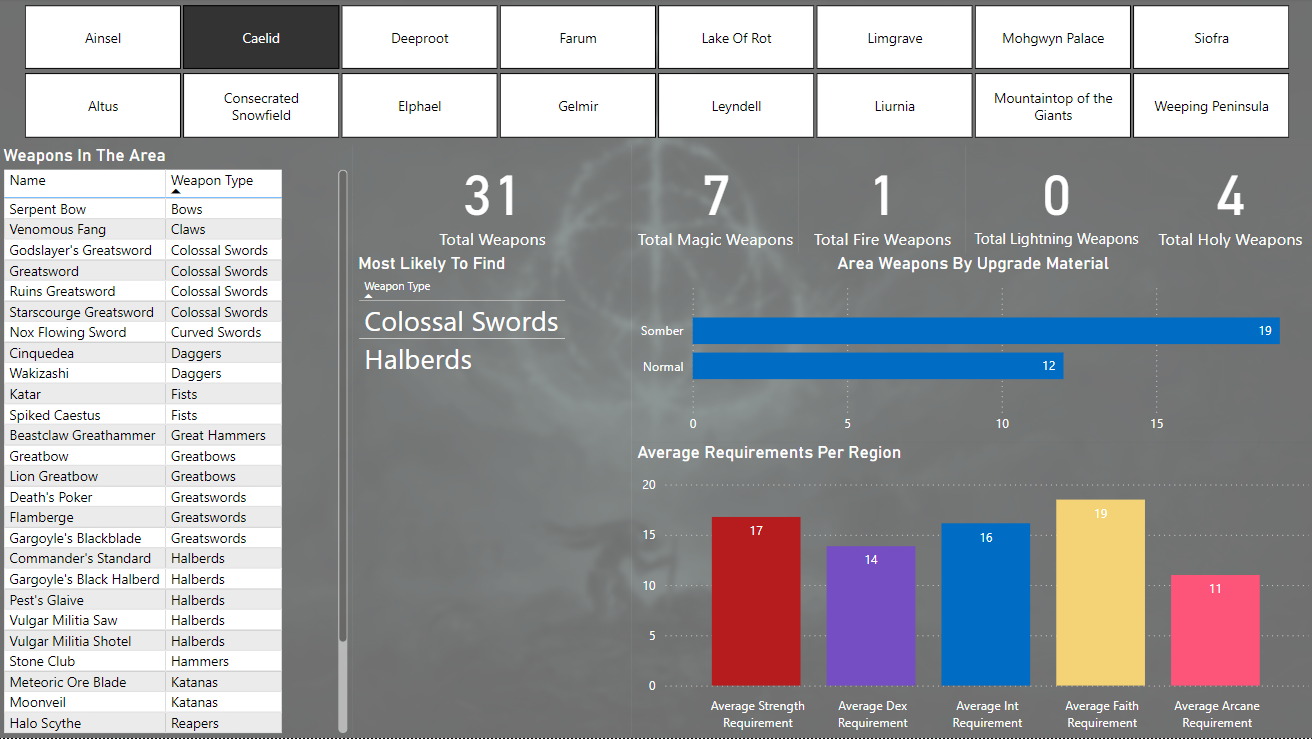 Ainsel
Caelid
Deeproot
Farum
Lake Of Rot
Limgrave
Mohgwyn Palace
Siofra
Altus
Consecrated
Snowfield
Elphael
Gelmir
Leyndell
Liurnia
Mountaintop of the
Giants
Weeping Peninsula
Weapons In The Area
Name Weapon Type
Serpent Bow Bows
Venomous Fang Claws
Godslayer's Greatsword Colossal Swords
Greatsword Colossal Swords
Ruins Greatsword Colossal Swords
Starscourge Greatsword Colossal Swords
Nox Flowing Sword Curved Swords
Cinquedea Daggers
Wakizashi Daggers
Katar Fists
Spiked Caestus Fists
Beastclaw Greathammer Great Hammers
Greatbow Greatbows
Lion Greatbow Greatbows
Death's Poker Greatswords
Flamberge Greatswords
Gargoyle's Blackblade Greatswords
Commander's Standard Halberds
Gargoyle's Black Halberd Halberds
Pest's Glaive Halberds
Vulgar Militia Saw Halberds
Vulgar Militia Shotel Halberds
Stone Club Hammers
Meteoric Ore Blade Katanas
Moonveil Katanas
Halo Scythe Reapers
31
Total Weapons
7
Total Magic Weapons
1
Total Fire Weapons
0
Total Lightning Weapons
4
Total Holy Weapons
Most Likely To Find
Weapon Type
Colossal Swords
Halberds
Area Weapons By Upgrade Material
Somber 19
Normal 12
0 5 10 15
Average Requirements Per Region
20
15
10
5
0
17
14
16
19
11
Average Strength
Requirement
Average Dex
Requirement
Average Int
Requirement
Average Faith
Requirement
Average Arcane
Requirement